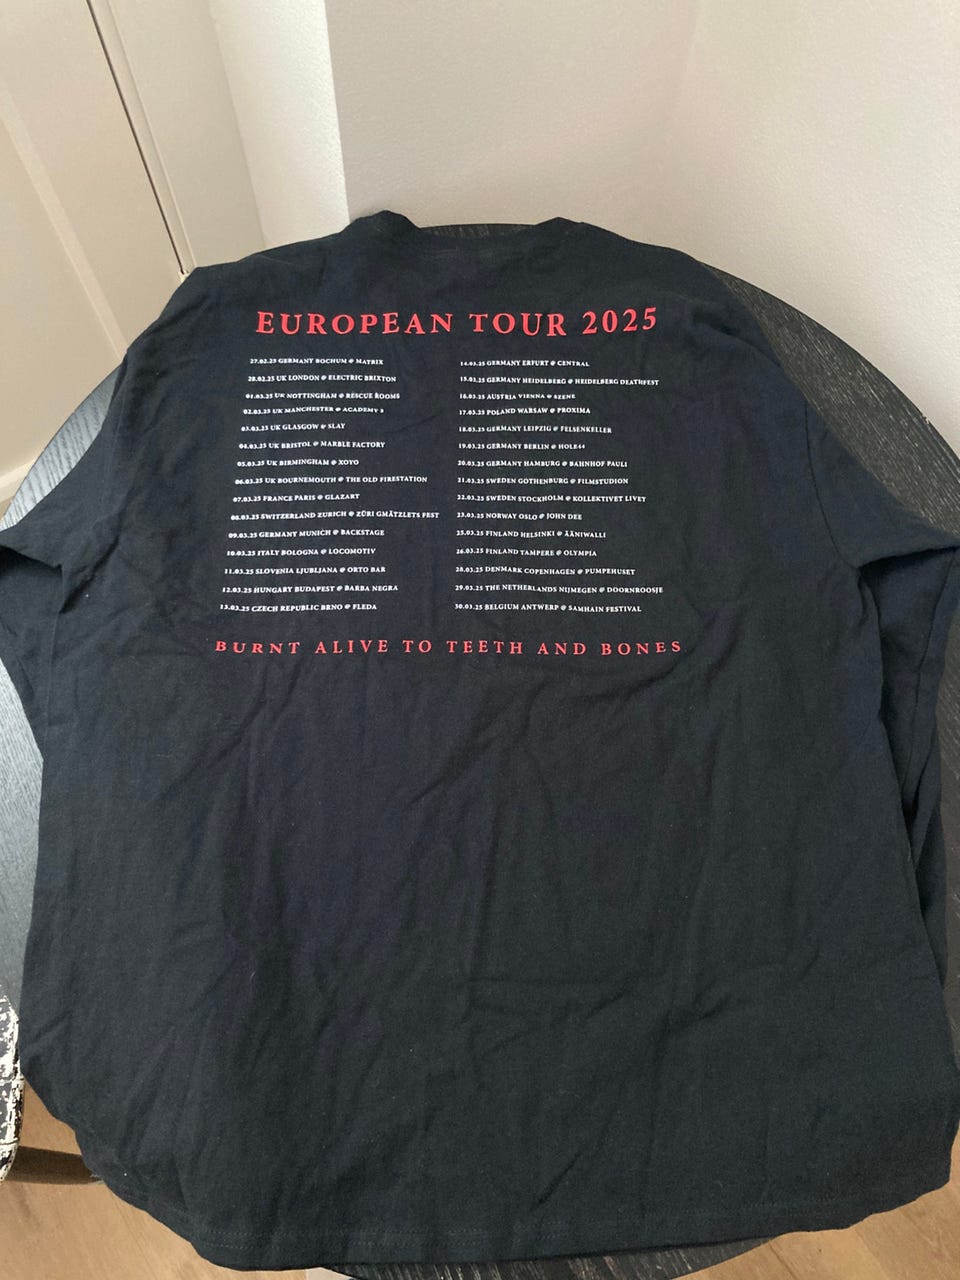 EUROPEAN TOUR 2025
27.02.25 GERMANY BOCHUM @ MATRIX
28.02.25 UK LONDON @ ELECTRIC BRIXTON
01.03.25 UK NOTTINGHAM @ RESCUE ROOMS
02.03.25 UK MANCHESTER @ ACADEMY 3
03.03.25 UK GLASGOW @ SLAY
04.03.25 UK BRISTOL @ MARBLE FACTORY
05.03.25 UK BIRMINGHAM @ XOYO
06.03.25 UK BOURNEMOUTH @ THE OLD FIRESTATION
07.03.25 FRANCE PARIS @ GLAZART
08.03.25 SWITZERLAND ZURICH @ ZÜRI GMÄTZLETS FEST
09.03.25 GERMANY MUNICH @ BACKSTAGE
10.03.25 ITALY BOLOGNA @ LOCOMOTIV
11.03.25 SLOVENIA LJUBLJANA @ ORTO BAR
12.03.25 HUNGARY BUDAPEST @ BARBA NEGRA
13.03.25 CZECH REPUBLIC BRNO @ FLEDA
14.03.25 GERMANY ERFURT @ CENTRAL
15.03.25 GERMANY HEIDELBERG @ HEIDELBERG DEATHFEST
16.03.25 AUSTRIA VIENNA @ SZENE
17.03.25 POLAND WARSAW @ PROXIMA
18.03.25 GERMANY LEIPZIG @ FELSENKELLER
19.03.25 GERMANY BERLIN @ HOLE44
20.03.25 GERMANY HAMBURG @ BAHNHOF PAULI
21.03.25 SWEDEN GOTHENBURG @ FILMSTUDION
22.03.25 SWEDEN STOCKHOLM @ KOLLEKTIVET LIVET
23.03.25 NORWAY OSLO @ JOHN DEE
25.03.25 FINLAND HELSINKI @ ÄÄNIWALLI
26.03.25 FINLAND TAMPERE @ OLYMPIA
28.03.25 DENMARK COPENHAGEN @ PUMPEHUSET
29.03.25 THE NETHERLANDS NIJMEGEN @ DOORNROOSJE
30.03.25 BELGIUM ANTWERP @ SAMHAIN FESTIVAL
BURNT ALIVE TO TEETH AND BONES